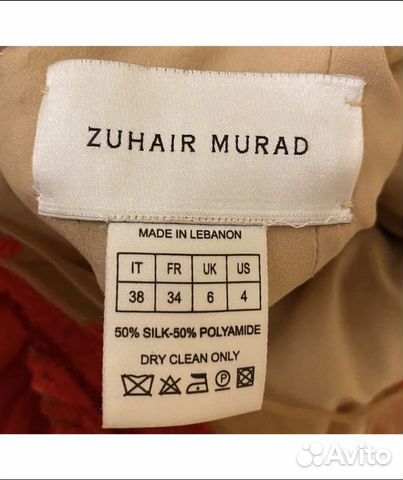 ZUHAIR MURAD
MADE IN LEBANON
IT FR UK US
38 34 6 4
50% SILK-50% POLYAMIDE
DRY CLEAN ONLY
P
Avito